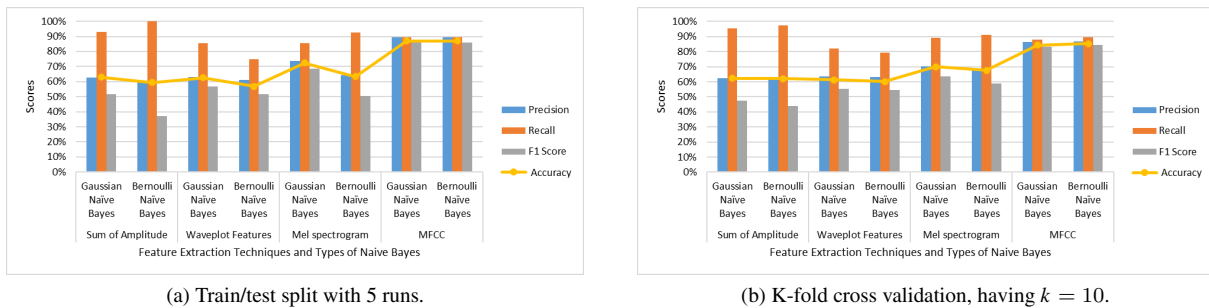 100%
90%
80%
70%
60%
50%
40%
30%
20%
10%
0%
Scores
Gaussian Naïve Bayes
Bernoulli Naïve Bayes
Gaussian Naïve Bayes
Bernoulli Naïve Bayes
Gaussian Naïve Bayes
Bernoulli Naïve Bayes
Gaussian Naïve Bayes
Bernoulli Naïve Bayes
Sum of Amplitude
Waveplot Features
Mel spectrogram
MFCC
Feature Extraction Techniques and Types of Naive Bayes
Precision
Recall
F1 Score
Accuracy
(a) Train/test split with 5 runs.
100%
90%
80%
70%
60%
50%
40%
30%
20%
10%
0%
Scores
Gaussian Naïve Bayes
Bernoulli Naïve Bayes
Gaussian Naïve Bayes
Bernoulli Naïve Bayes
Gaussian Naïve Bayes
Bernoulli Naïve Bayes
Gaussian Naïve Bayes
Bernoulli Naïve Bayes
Sum of Amplitude
Waveplot Features
Mel spectrogram
MFCC
Feature Extraction Techniques and Types of Naive Bayes
Precision
Recall
F1 Score
Accuracy
(b) K-fold cross validation, having k = 10.